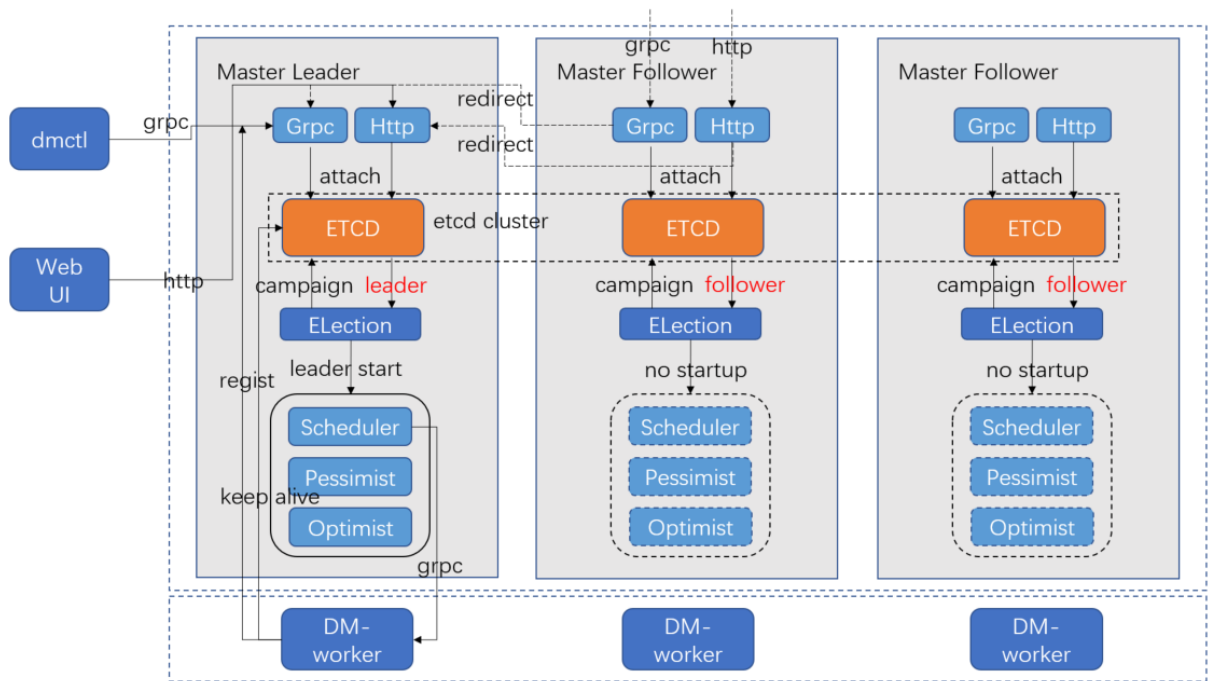 grpc
http
Master Leader
Master Follower
Master Follower
redirect
dmctl
grpc
Grpc
Http
Grpc
Http
Grpc
Http
redirect
attach
attach
attach
ETCD
etcd cluster
ETCD
ETCD
Web
UI
http
campaign
leader
campaign
follower
campaign
follower
ELection
ELection
ELection
leader start
no startup
no startup
regist
Scheduler
Scheduler
Scheduler
Pessimist
Pessimist
Pessimist
keep alive
Optimist
Optimist
Optimist
grpc
DM-
worker
DM-
worker
DM-
worker